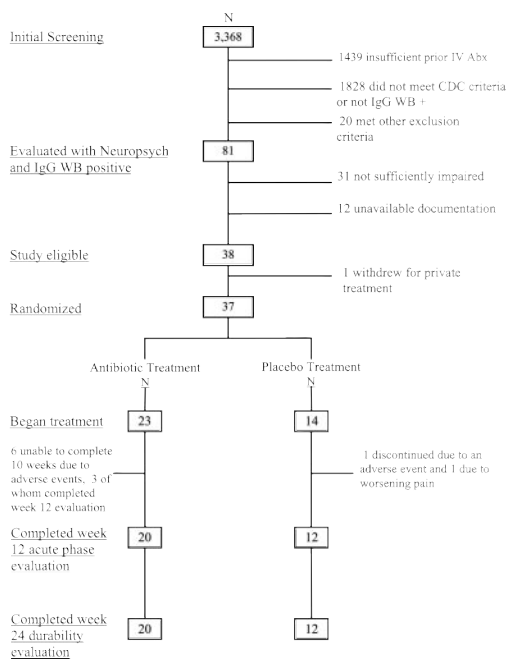 N
Initial Screening
3,368
1439 insufficient prior IV Abx
1828 did not meet CDC criteria
or not IgG WB +
20 met other exclusion
criteria
Evaluated with Neuropsych
and IgG WB positive
81
31 not sufficiently impaired
12 unavailable documentation
Study eligible
38
1 withdrew for private
treatment
Randomized
37
Antibiotic Treatment
N
Placebo Treatment
N
Began treatment
23
14
6 unable to complete
10 weeks due to
adverse events, 3 of
whom completed
week 12 evaluation
1 discontinued due to an
adverse event and 1 due to
worsening pain
Completed week
12 acute phase
evaluation
20
12
Completed week
24 durability
evaluation
20
12